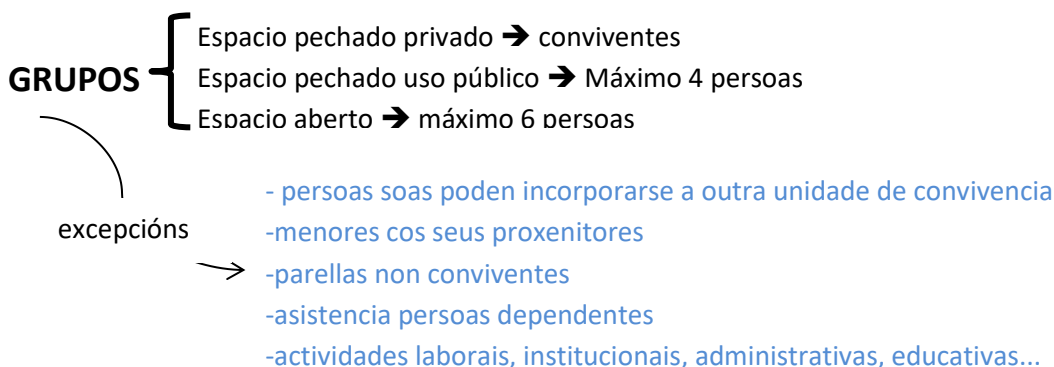 Espacio pechado privado ➔ conviventes
GRUPOS
Espacio pechado uso público ➔ Máximo 4 persoas
Espacio aberto ➔ máximo 6 persoas
- persoas soas poden incorporarse a outra unidade de convivencia
excepcións
-menores cos seus proxenitores
-parellas non conviventes
-asistencia persoas dependentes
-actividades laborais, institucionais, administrativas, educativas...